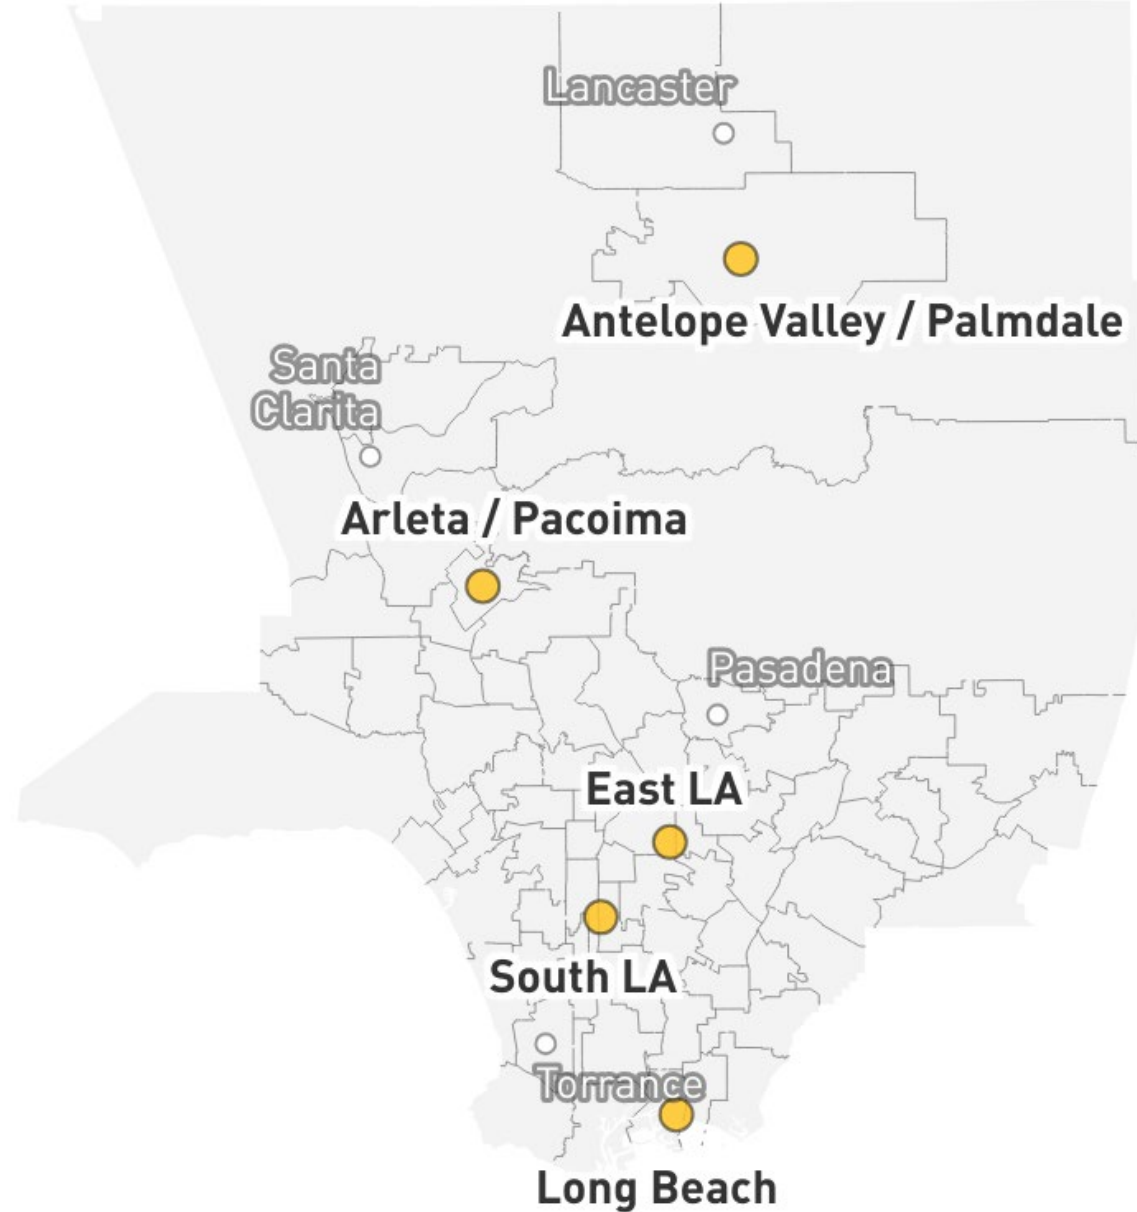 Lancaster
Antelope Valley / Palmdale
Santa
Clarita
Arleta / Pacoima
Pasadena
East LA
South LA
Torrance
Long Beach